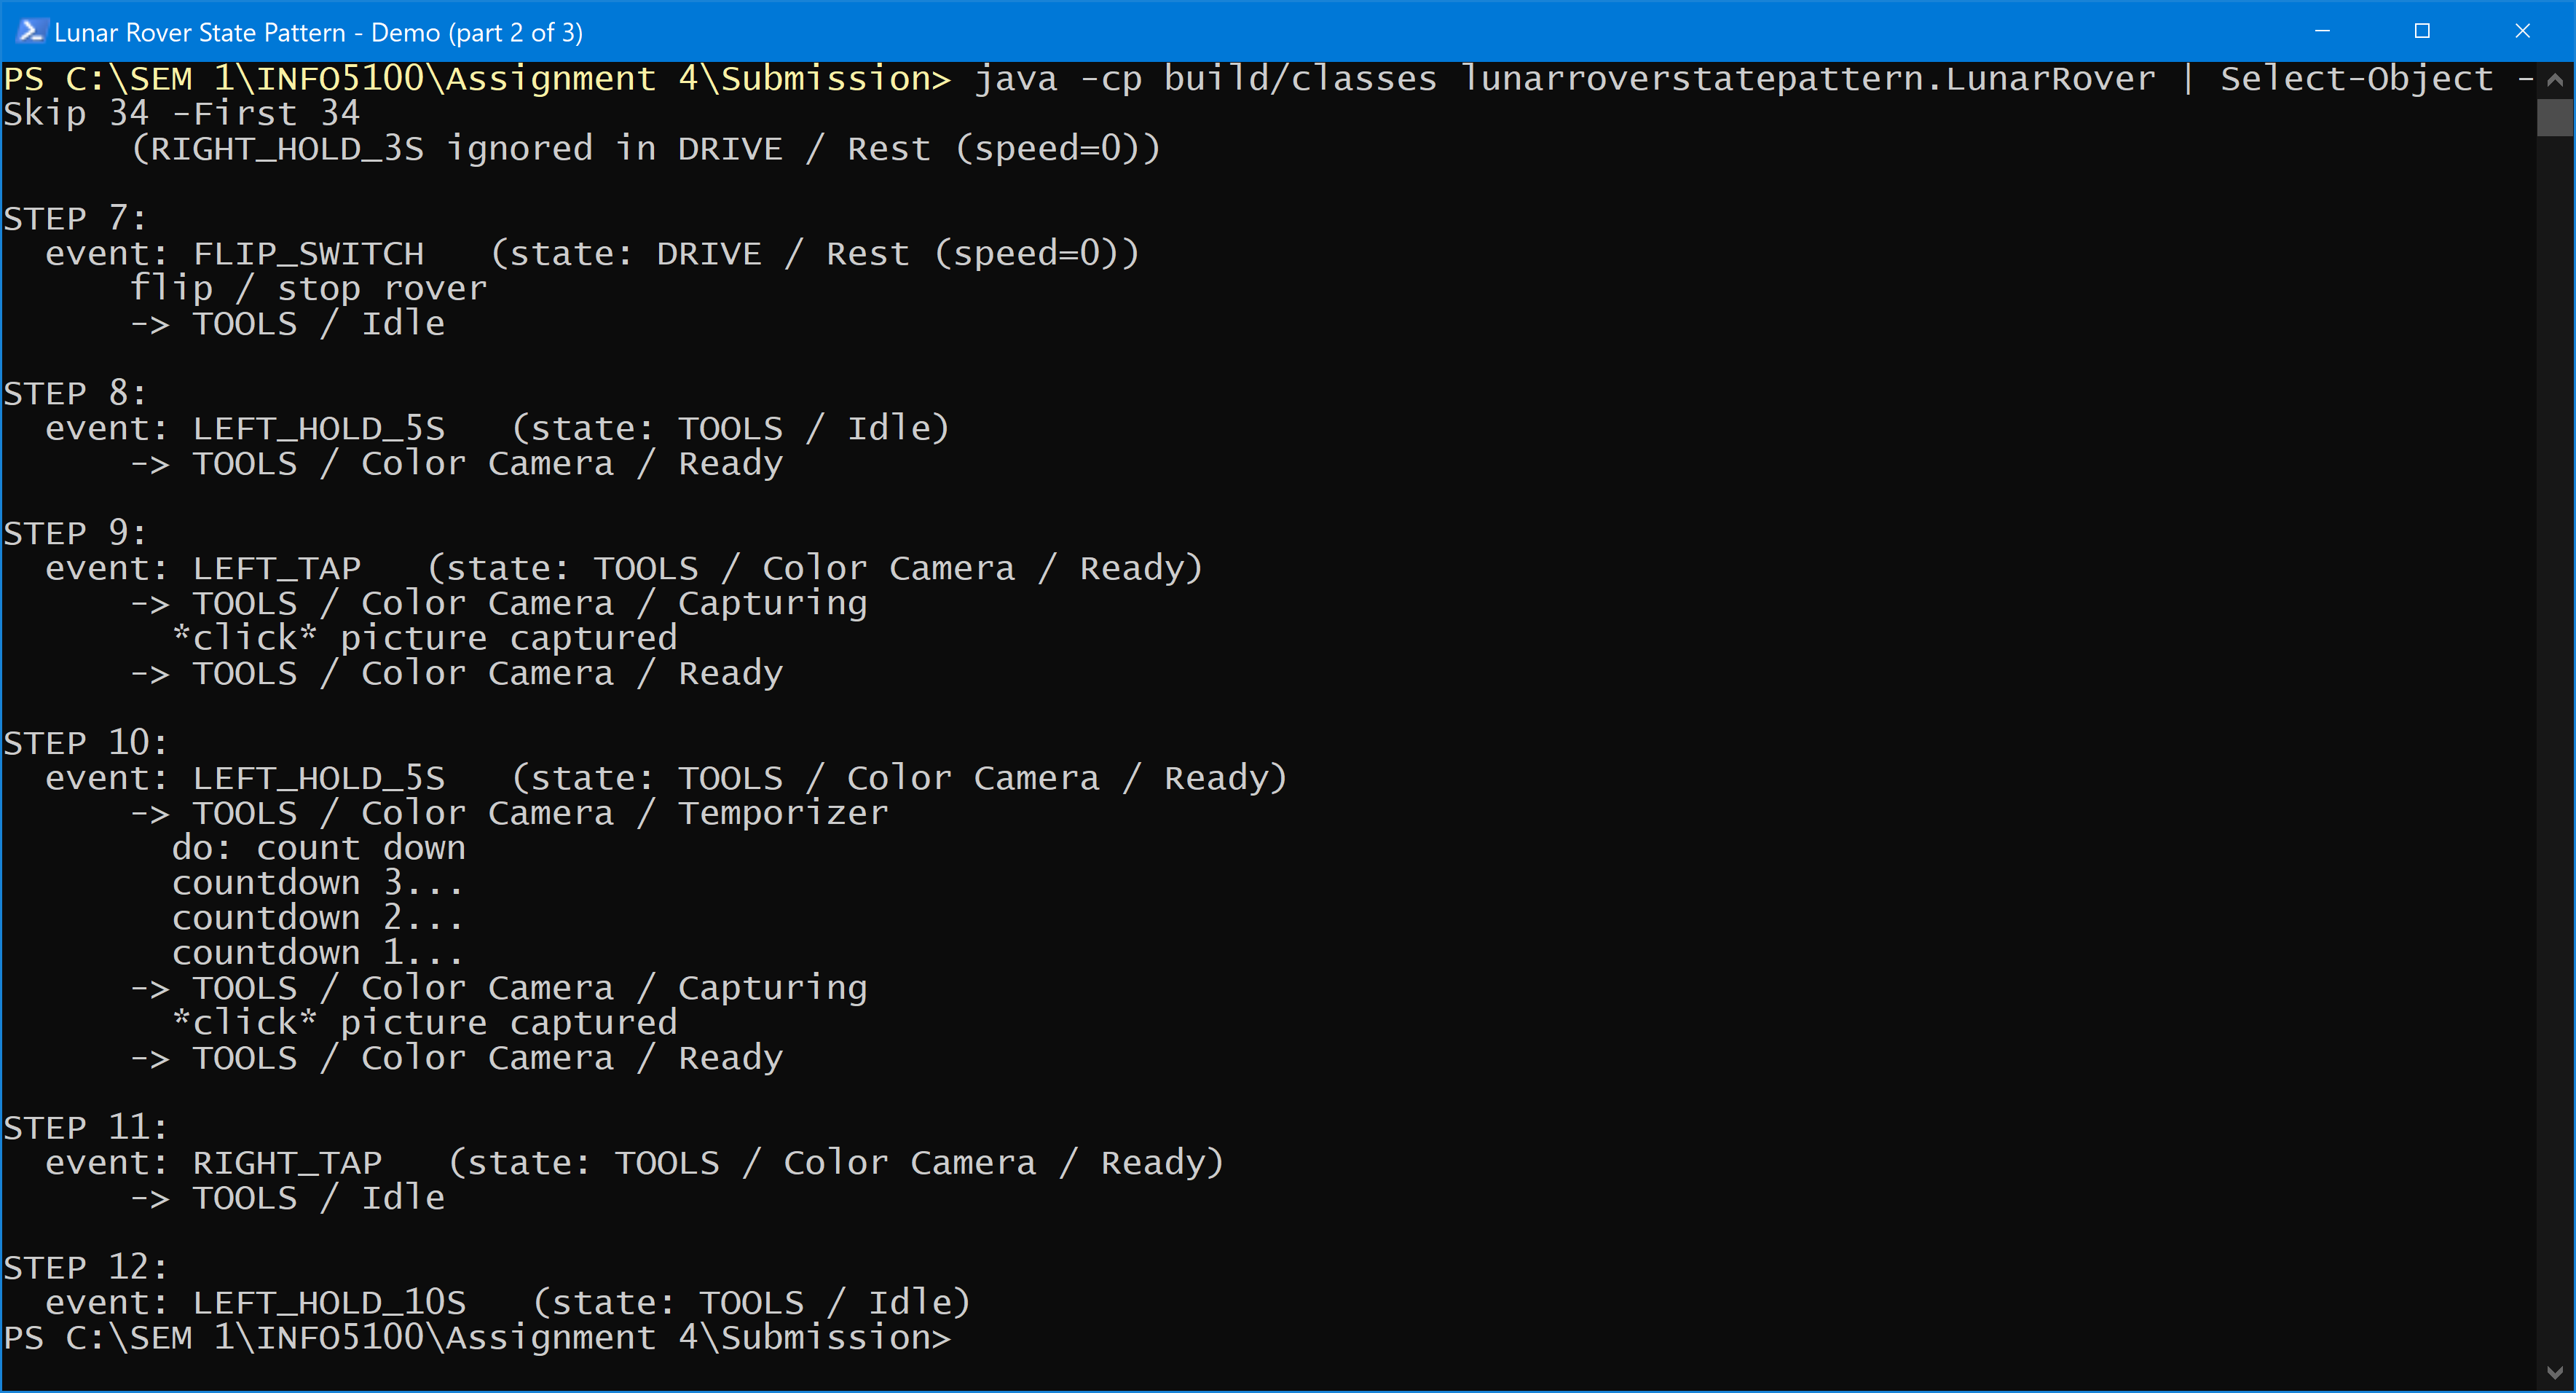 Lunar Rover State Pattern - Demo (part 2 of 3)
PS C:\SEM 1\INFO5100\Assignment 4\Submission> java -cp build/classes lunarroverstatepattern.LunarRover | Select-Object -
Skip 34 -First 34
      (RIGHT_HOLD_3S ignored in DRIVE / Rest (speed=0))

STEP 7:
  event: FLIP_SWITCH   (state: DRIVE / Rest (speed=0))
      flip / stop rover
      -> TOOLS / Idle

STEP 8:
  event: LEFT_HOLD_5S   (state: TOOLS / Idle)
      -> TOOLS / Color Camera / Ready

STEP 9:
  event: LEFT_TAP   (state: TOOLS / Color Camera / Ready)
      -> TOOLS / Color Camera / Capturing
        *click* picture captured
      -> TOOLS / Color Camera / Ready

STEP 10:
  event: LEFT_HOLD_5S   (state: TOOLS / Color Camera / Ready)
      -> TOOLS / Color Camera / Temporizer
        do: count down
        countdown 3...
        countdown 2...
        countdown 1...
      -> TOOLS / Color Camera / Capturing
        *click* picture captured
      -> TOOLS / Color Camera / Ready

STEP 11:
  event: RIGHT_TAP   (state: TOOLS / Color Camera / Ready)
      -> TOOLS / Idle

STEP 12:
  event: LEFT_HOLD_10S   (state: TOOLS / Idle)
PS C:\SEM 1\INFO5100\Assignment 4\Submission>